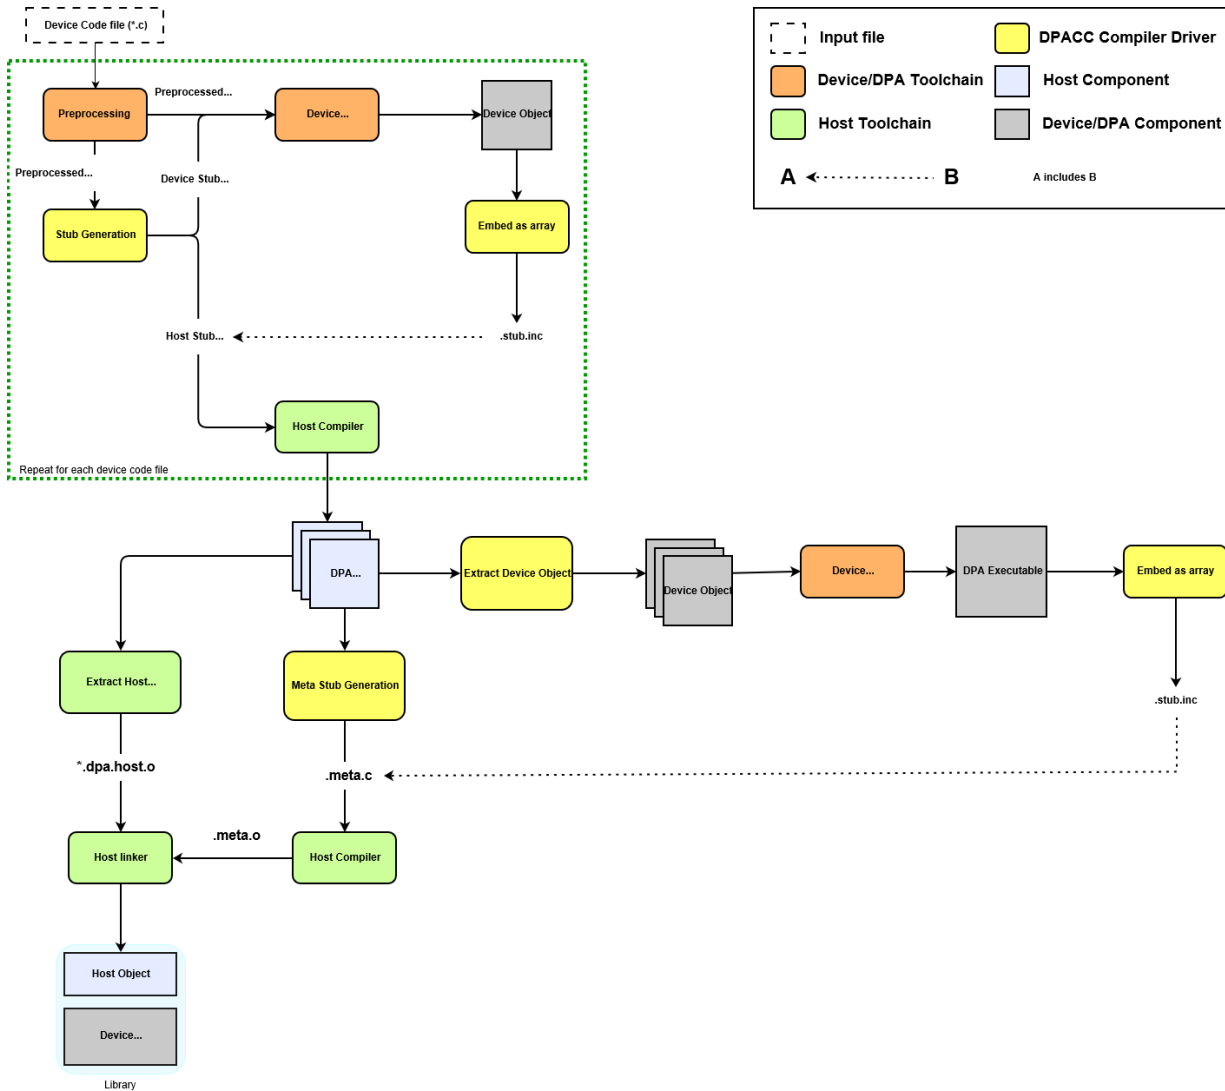 Device Code file (*.c)
Input file
DPACC Compiler Driver
Device/DPA Toolchain
Host Component
Host Toolchain
Device/DPA Component
A
B
A includes B
Preprocessing
Preprocessed...
Device...
Device Object
Preprocessed...
Device Stub...
Stub Generation
Embed as array
Host Stub...
.stub.inc
Host Compiler
Repeat for each device code file
DPA...
Extract Device Object
Device Object
Device...
DPA Executable
Embed as array
Extract Host...
Meta Stub Generation
.stub.inc
*.dpa.host.o
.meta.c
.meta.o
Host linker
Host Compiler
Host Object
Device...
Library